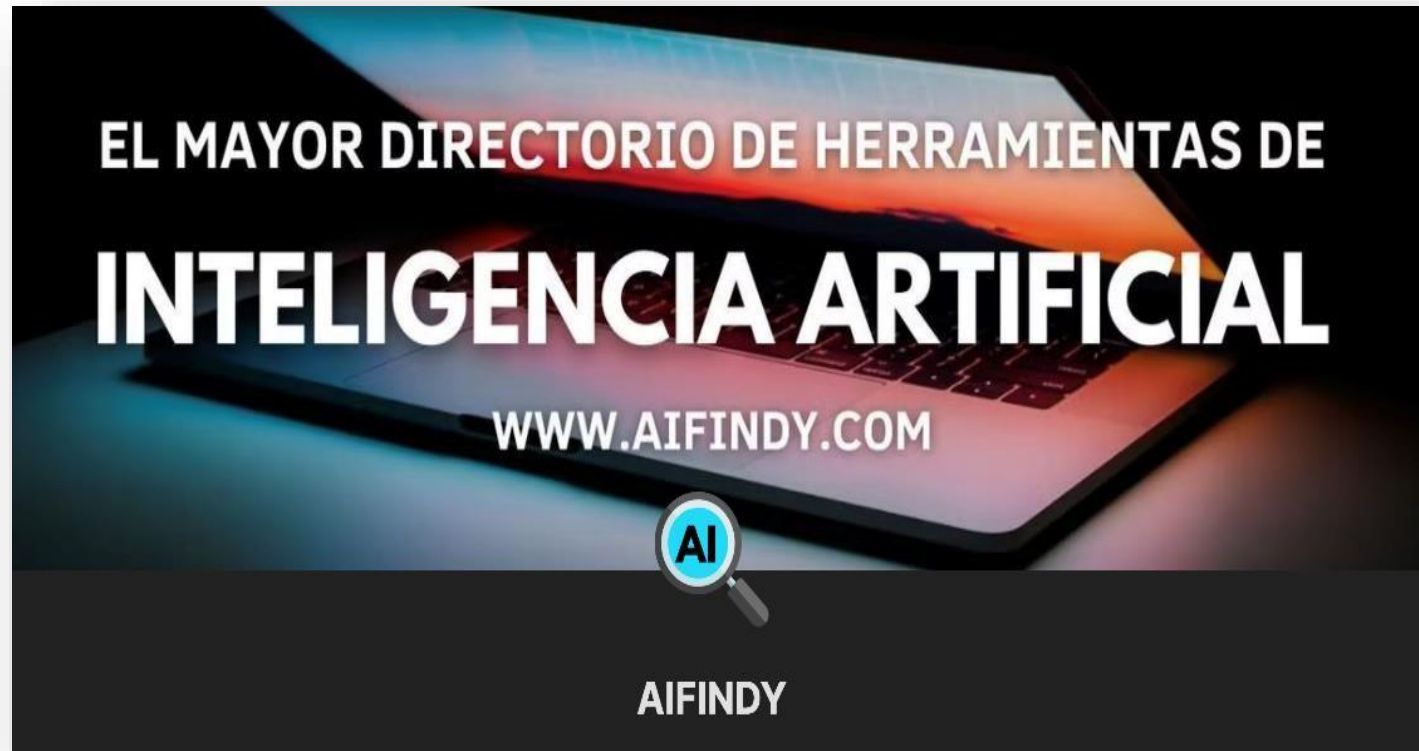 EL MAYOR DIRECTORIO DE HERRAMIENTAS DE
INTELIGENCIA ARTIFICIAL
WWW.AIFINDY.COM
AI
AIFINDY